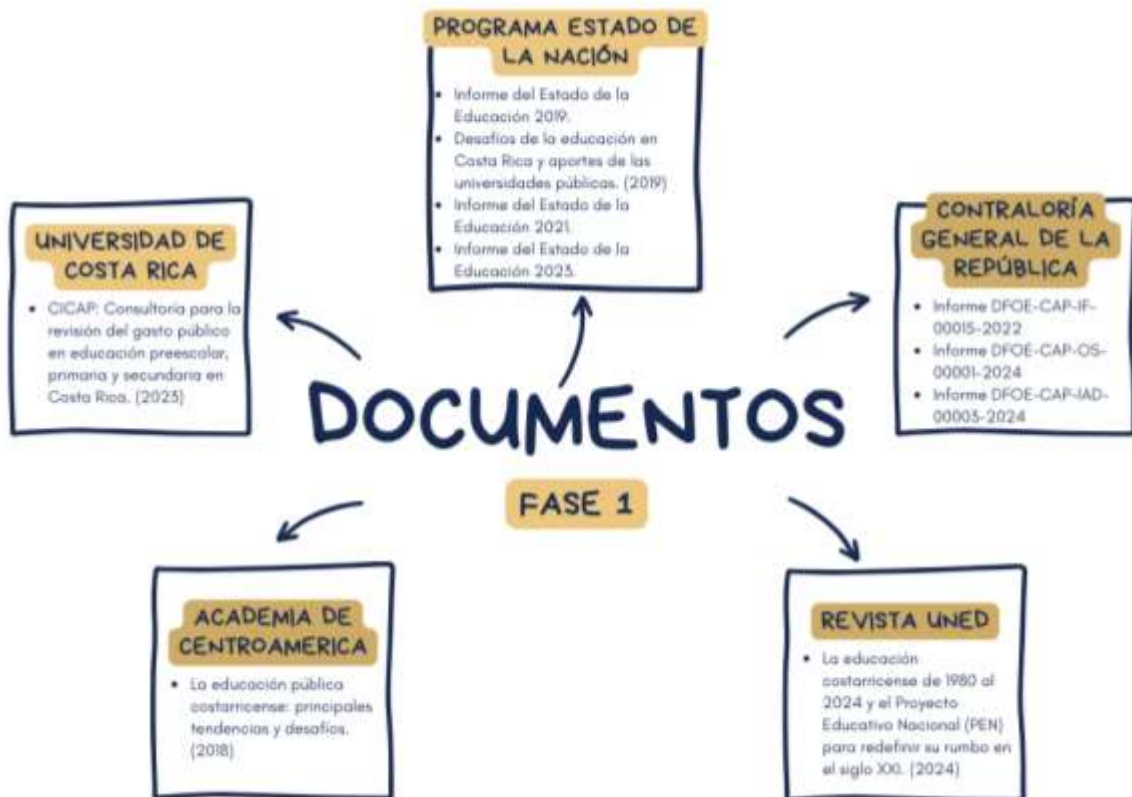 PROGRAMA ESTADO DE
LA NACIÓN
• Informe del Estado de la
Educación 2019.
• Desafíos de la educación en
Costa Rica y aportes de las
universidades públicas. (2019)
• Informe del Estado de la
Educación 2021.
• Informe del Estado de la
Educación 2023.
UNIVERSIDAD DE
COSTA RICA
• CICAP: Consultoría para la
revisión del gasto público
en educación preescolar,
primaria y secundaria en
Costa Rica. (2023)
CONTRALORÍA
GENERAL DE LA
REPÚBLICA
• Informe DFOE-CAP-IF-
00015-2022
• Informe DFOE-CAP-OS-
00001-2024
• Informe DFOE-CAP-IAD-
00003-2024
DOCUMENTOS
FASE 1
ACADEMIA DE
CENTROAMERICA
• La educación pública
costarricense: principales
tendencias y desafíos.
(2018)
REVISTA UNED
• La educación
costarricense de 1980 al
2024 y el Proyecto
Educativo Nacional (PEN)
para redefinir su rumbo en
el siglo XXI. (2024)